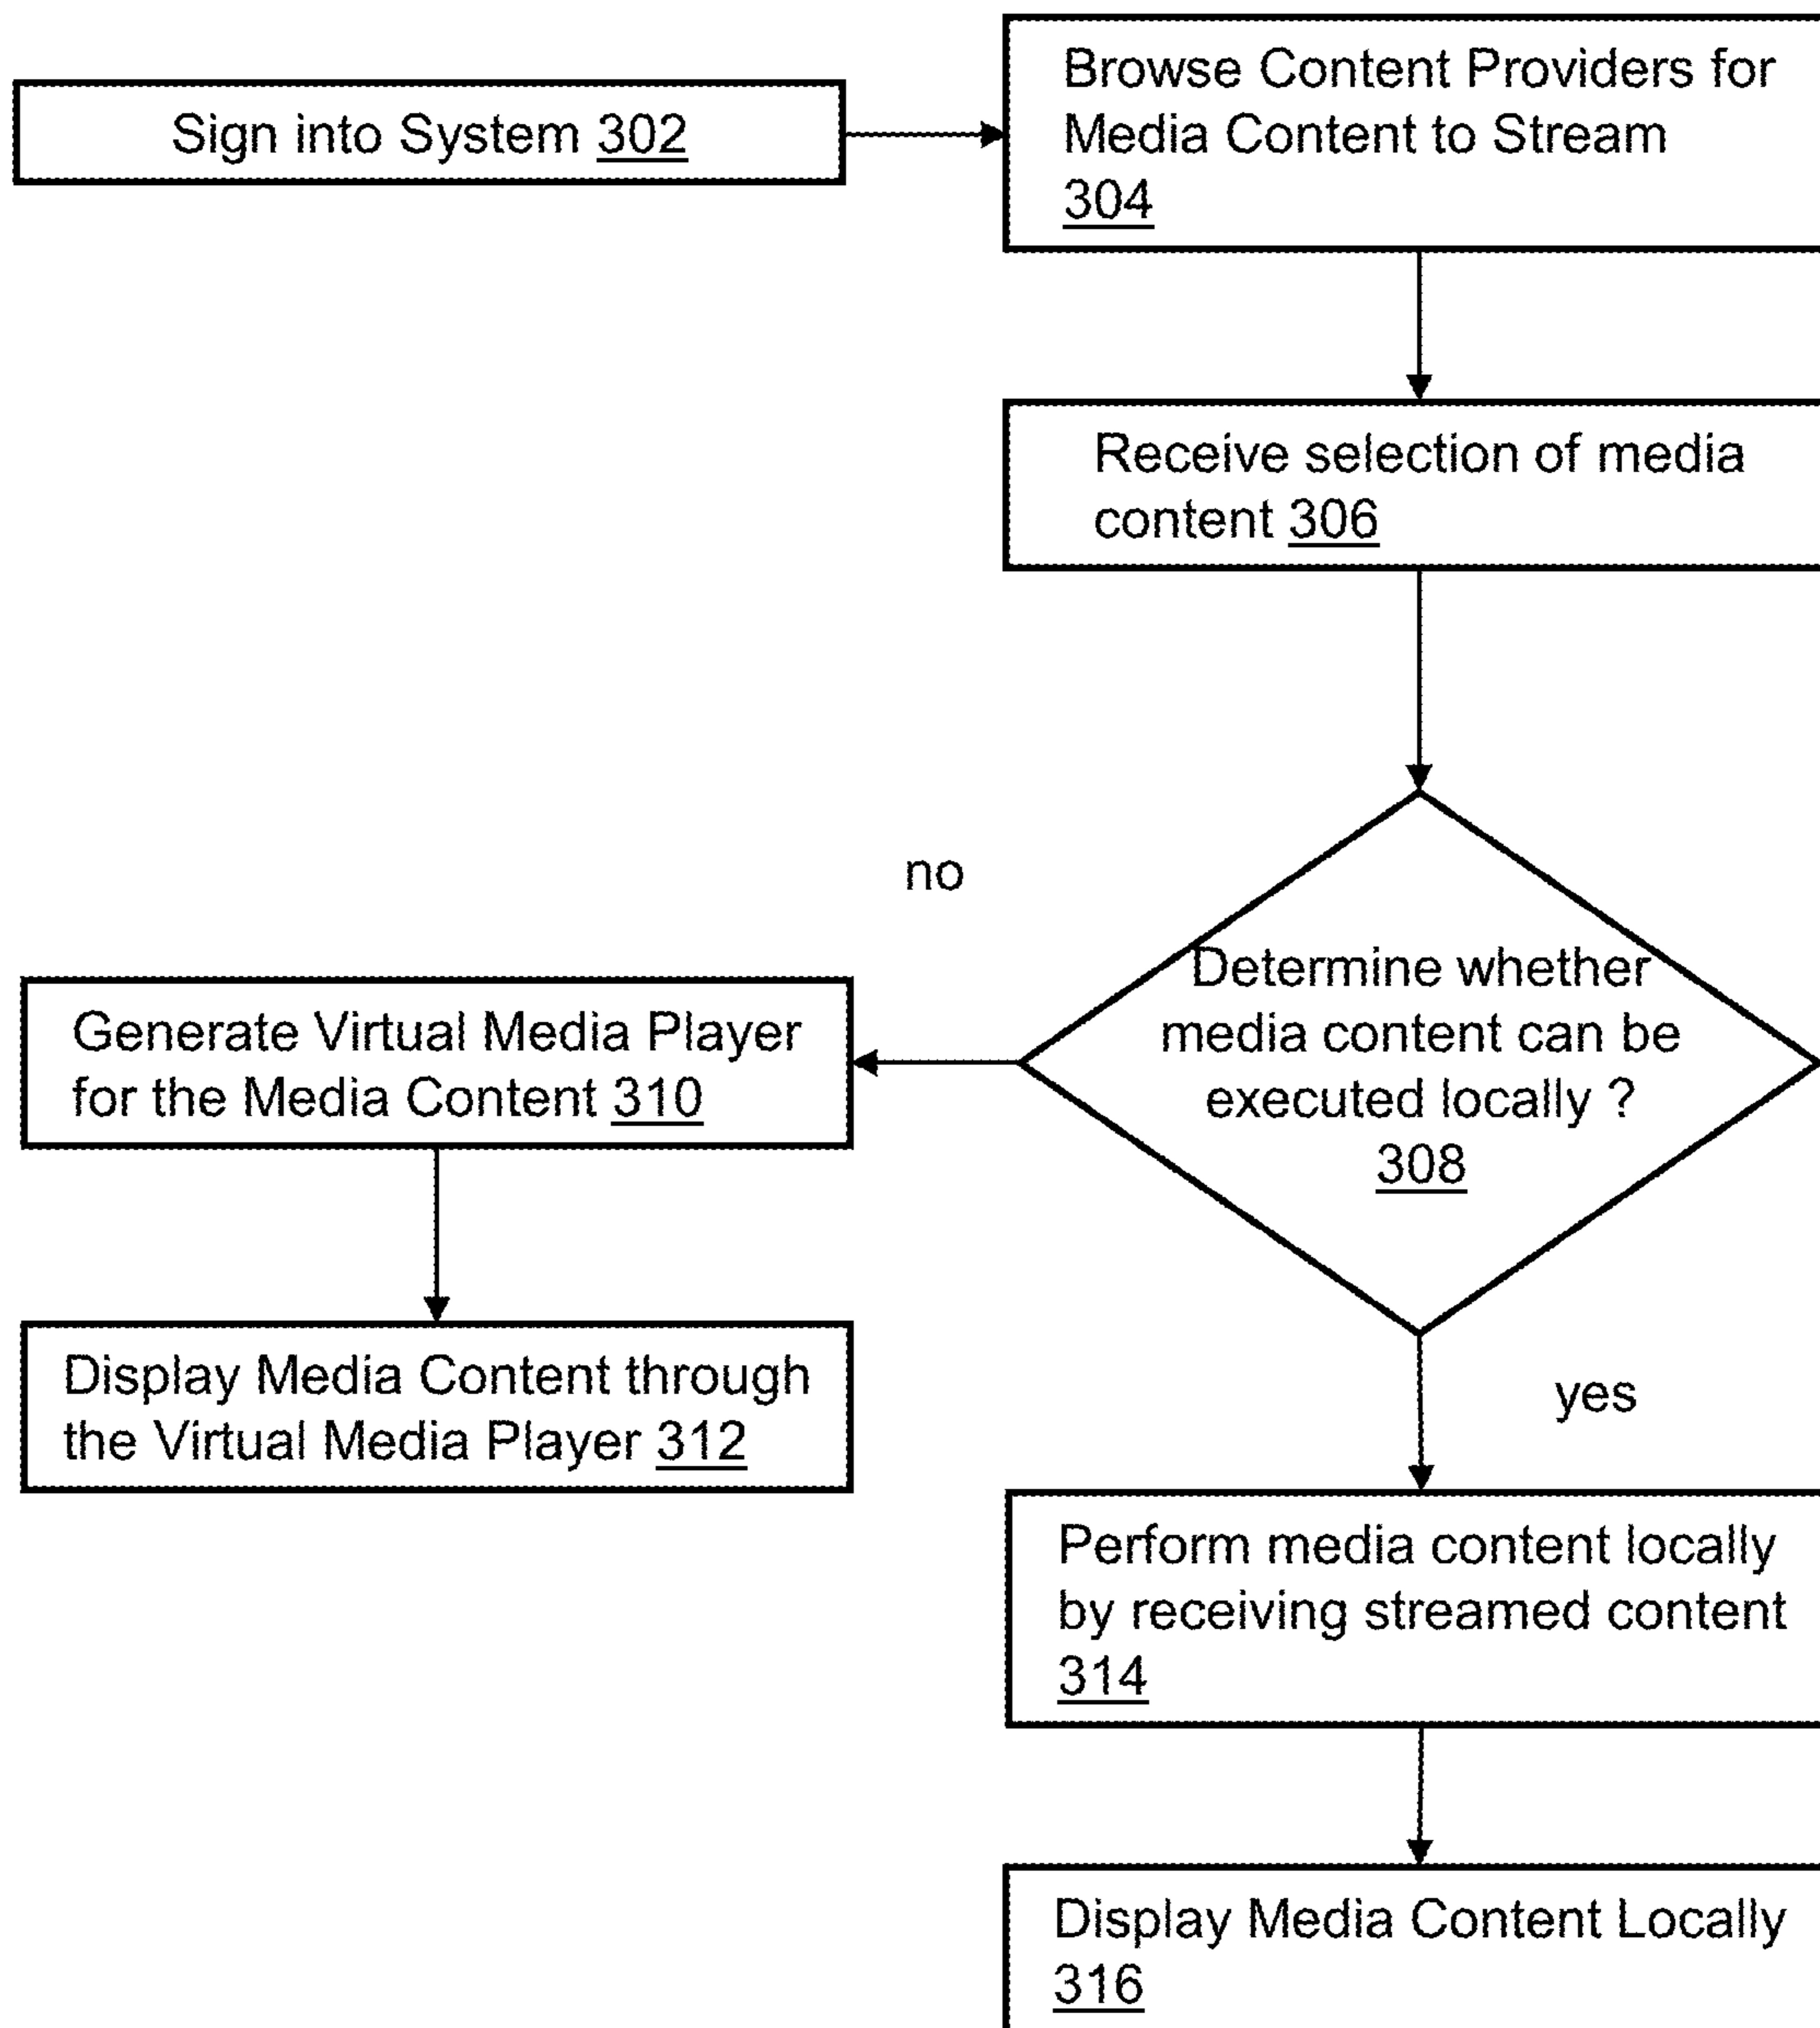 Sign into System 302
Browse Content Providers for
Media Content to Stream
304
Receive selection of media
content 306
no
Determine whether
media content can be
executed locally ?
308
Generate Virtual Media Player
for the Media Content 310
Display Media Content through
the Virtual Media Player 312
yes
Perform media content locally
by receiving streamed content
314
Display Media Content Locally
316